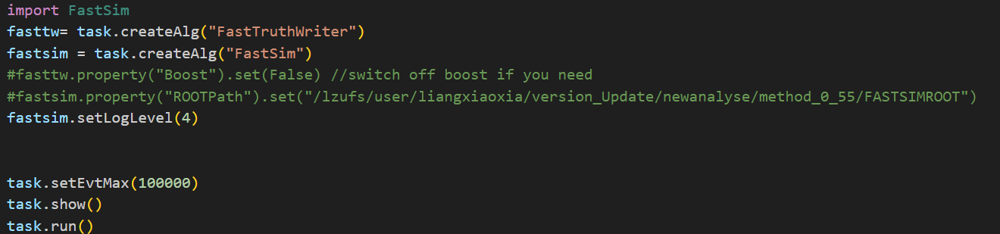 import FastSim
fasttw= task.createAlg("FastTruthWriter")
fastsim = task.createAlg("FastSim")
#fasttw.property("Boost").set(False) //switch off boost if you need
#fastsim.property("ROOTPath").set("/lzufs/user/liangxiaoxia/version_Update/newanalyse/method_0_55/FASTSIMROOT")
fastsim.setLogLevel(4)
task.setEvtMax(100000)
task.show()
task.run()